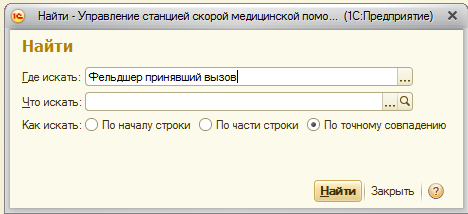 Найти - Управление станцией скорой медицинской помо... (1С:Предприятие)
Найти
Где искать: Фельдшер принявший вызов ...
Что искать: ...
Как искать: По началу строки По части строки По точному совпадению
Найти Закрыть ?